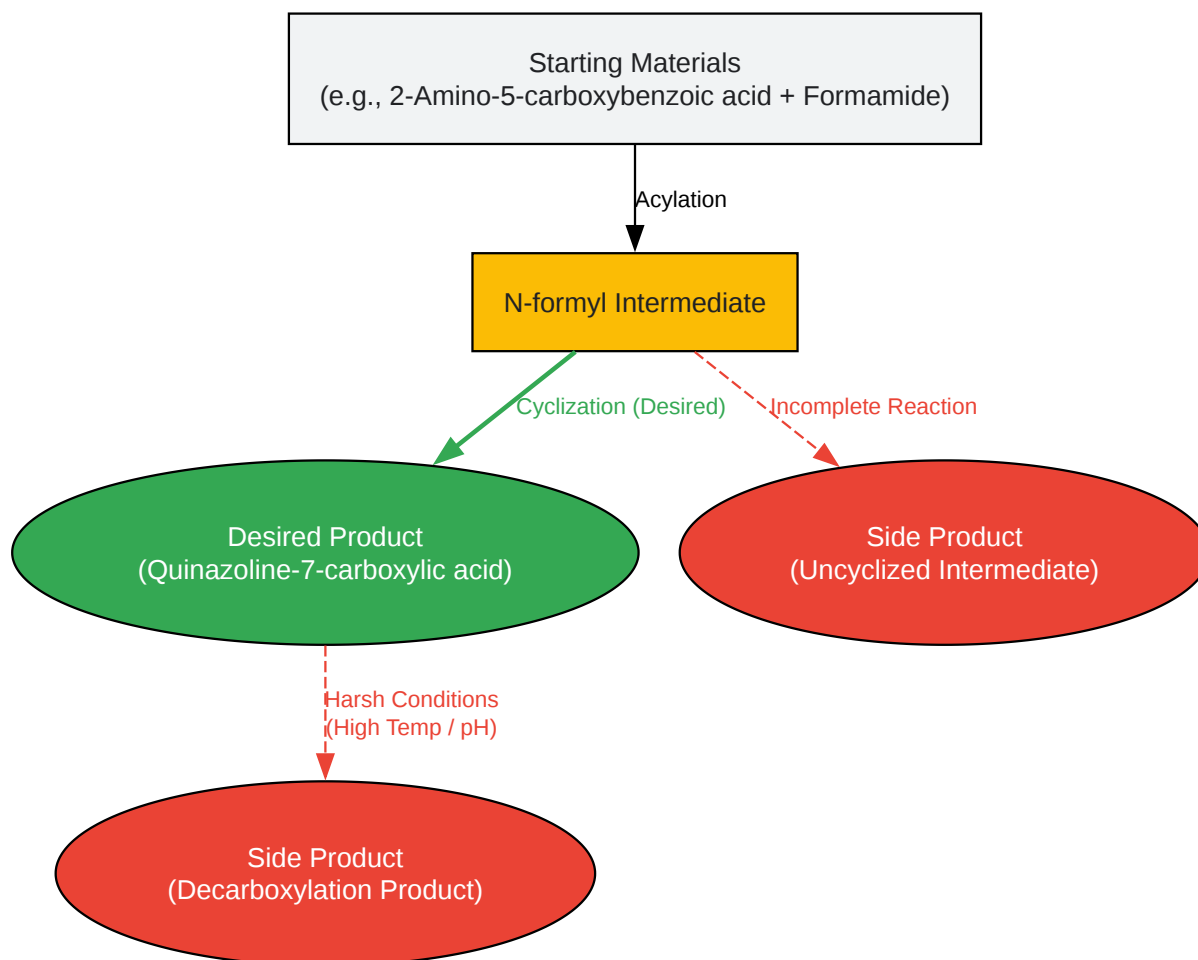 Starting Materials
(e.g., 2-Amino-5-carboxybenzoic acid + Formamide)
Acylation
N-formyl Intermediate
Cyclization (Desired)
Incomplete Reaction
Desired Product
(Quinazoline-7-carboxylic acid)
Side Product
(Uncyclized Intermediate)
Harsh Conditions
(High Temp / pH)
Side Product
(Decarboxylation Product)